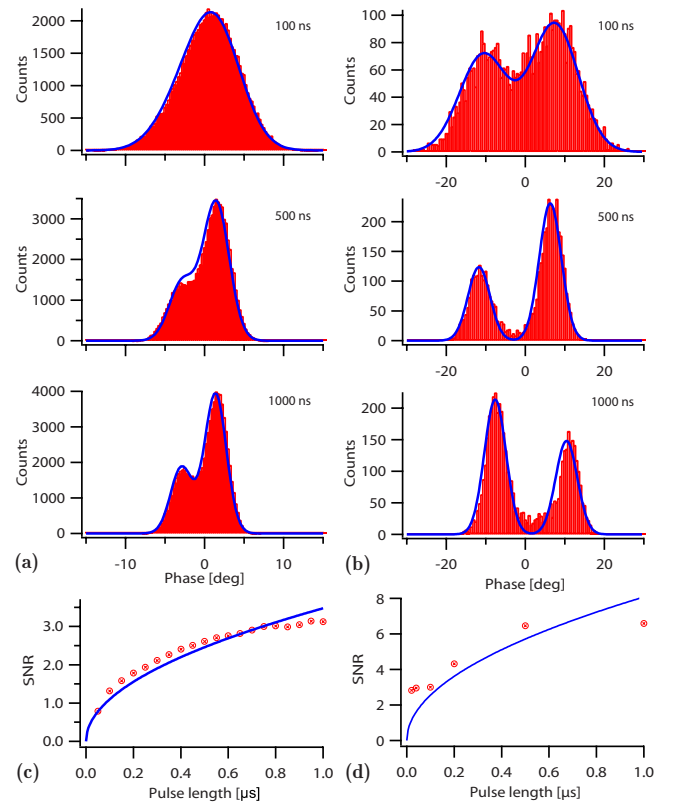 2000
1500
1000
500
0
Counts
100 ns
100
80
60
40
20
0
Counts
100 ns
-20
0
20
3000
2000
1000
0
Counts
500 ns
200
150
100
50
0
Counts
500 ns
-20
0
20
4000
3000
2000
1000
0
Counts
1000 ns
-10
0
10
Phase [deg]
(a)
200
150
100
50
0
Counts
1000 ns
-20
0
20
Phase [deg]
(b)
3.0
2.0
1.0
0.0
SNR
0.0
0.2
0.4
0.6
0.8
1.0
Pulse length [µs]
(c)
8
6
4
2
0
SNR
0.0
0.2
0.4
0.6
0.8
1.0
Pulse length [µs]
(d)